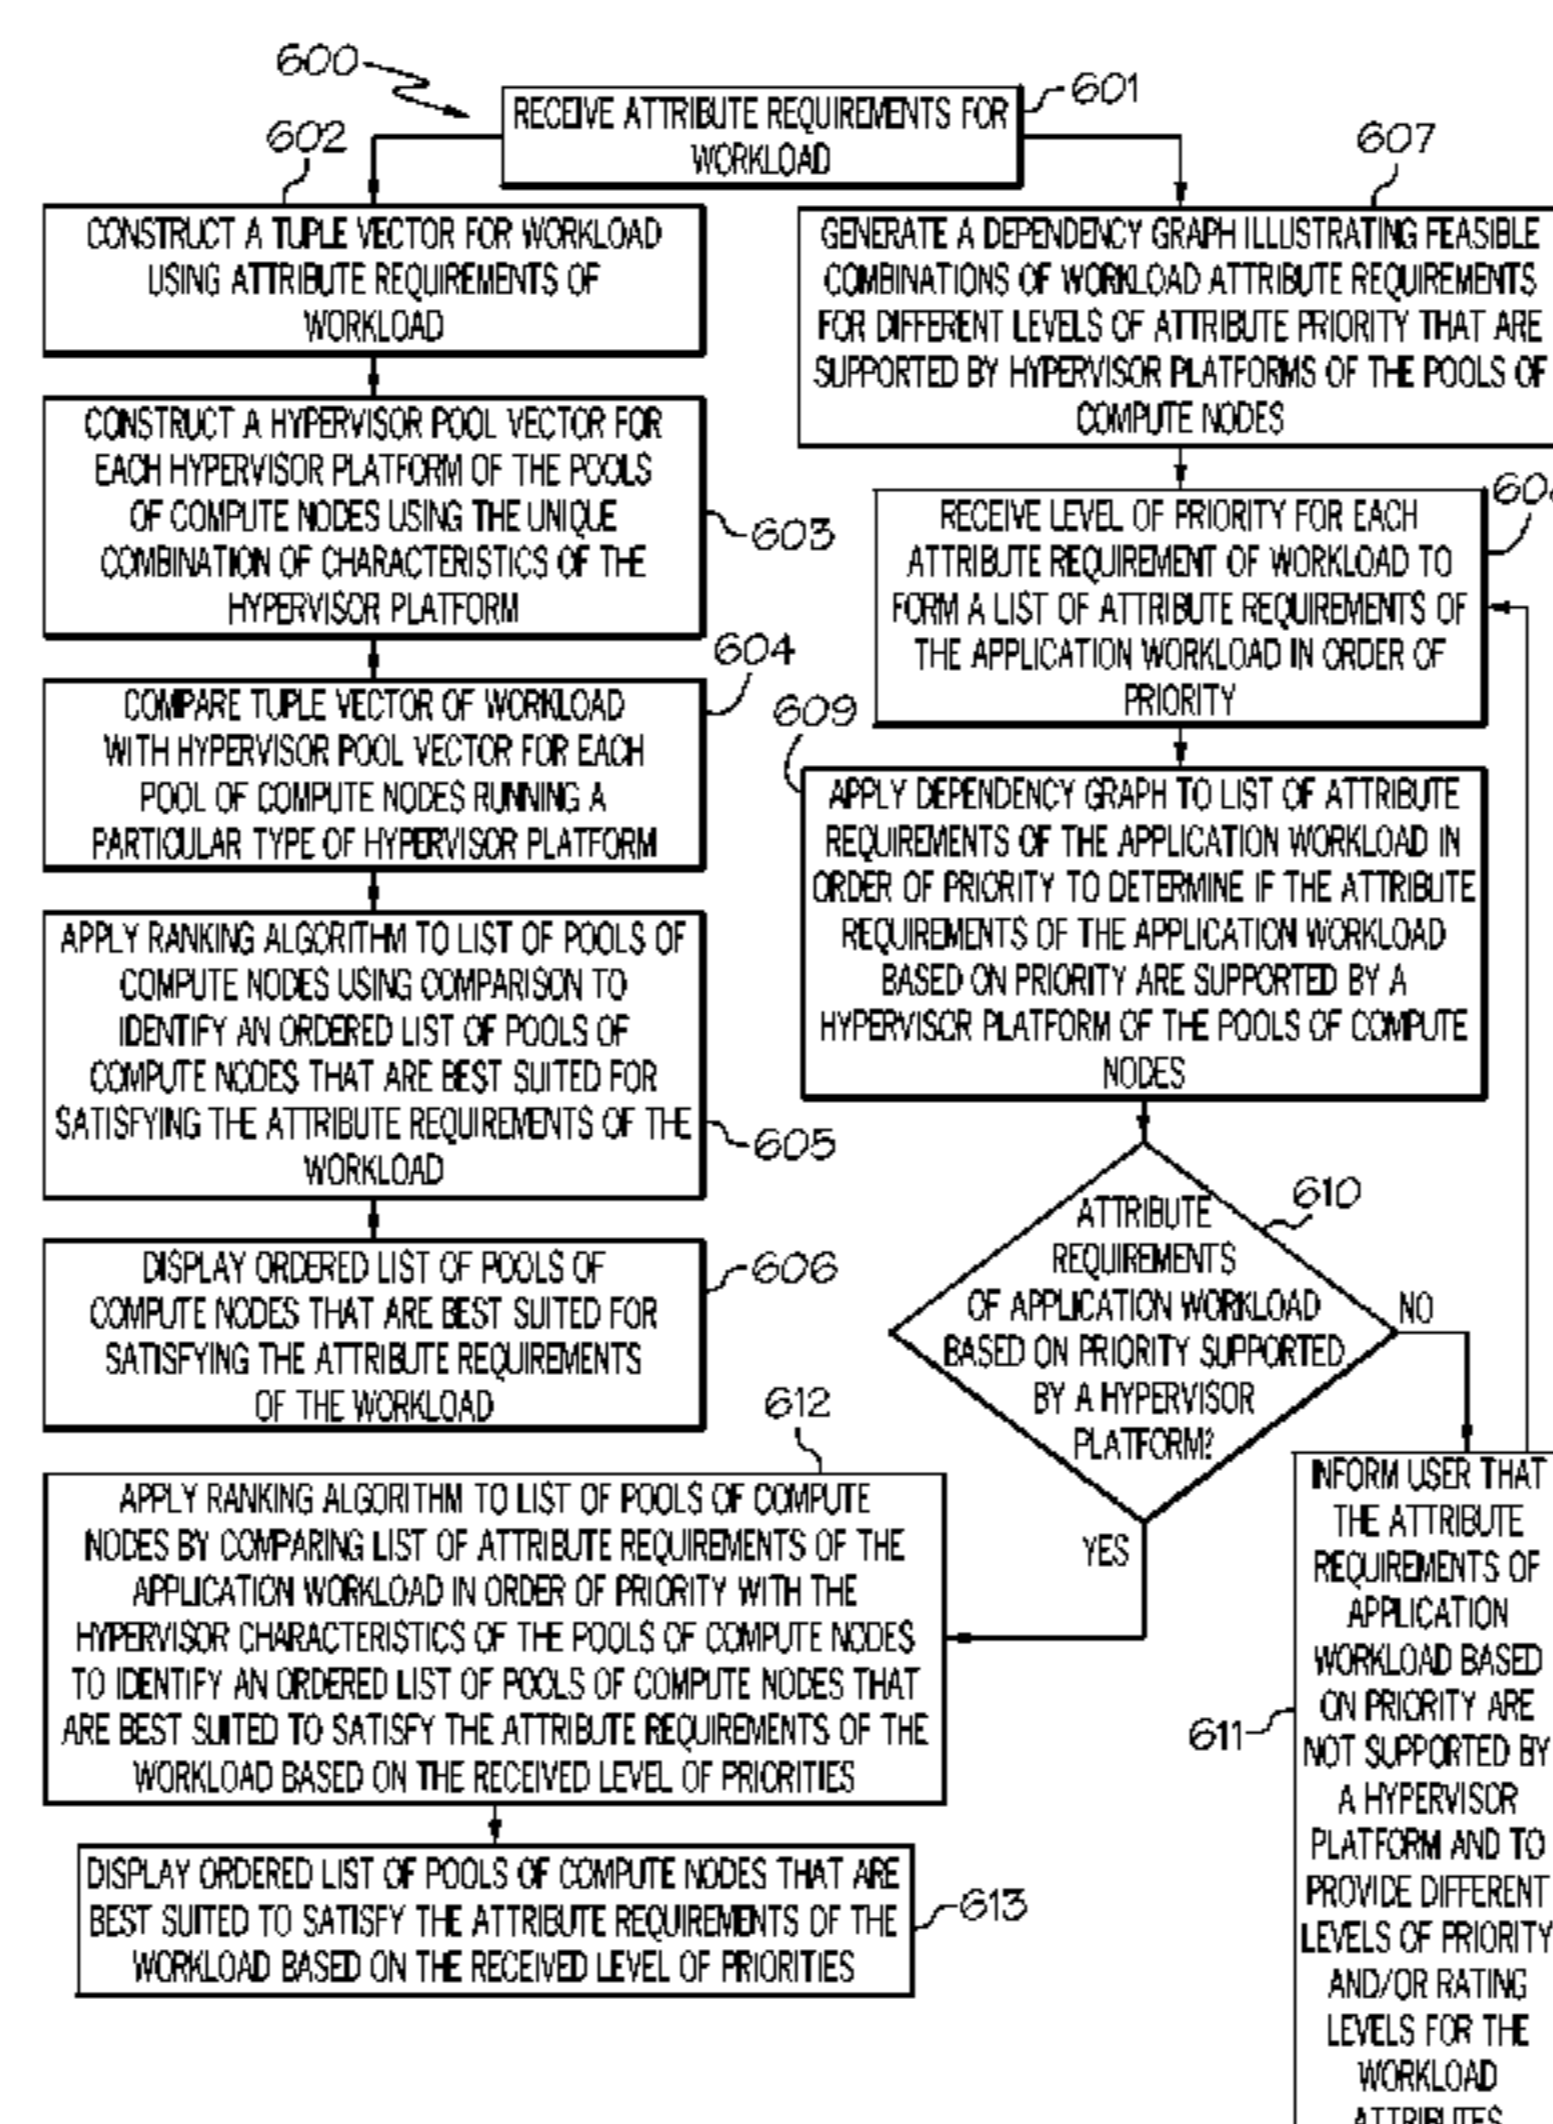 600
601
RECEIVE ATTRIBUTE REQUIREMENTS FOR
WORKLOAD
602
CONSTRUCT A TUPLE VECTOR FOR WORKLOAD
USING ATTRIBUTE REQUIREMENTS OF
WORKLOAD
CONSTRUCT A HYPERVISOR POOL VECTOR FOR
EACH HYPERVISOR PLATFORM OF THE POOLS
OF COMPUTE NODES USING THE UNIQUE
COMBINATION OF CHARACTERISTICS OF THE
HYPERVISOR PLATFORM
603
604
COMPARE TUPLE VECTOR OF WORKLOAD
WITH HYPERVISOR POOL VECTOR FOR EACH
POOL OF COMPUTE NODES RUNNING A
PARTICULAR TYPE OF HYPERVISOR PLATFORM
APPLY RANKING ALGORITHM TO LIST OF POOLS OF
COMPUTE NODES USING COMPARISON TO
IDENTIFY AN ORDERED LIST OF POOLS OF
COMPUTE NODES THAT ARE BEST SUITED FOR
SATISFYING THE ATTRIBUTE REQUIREMENTS OF THE
WORKLOAD
605
DISPLAY ORDERED LIST OF POOLS OF
COMPUTE NODES THAT ARE BEST SUITED FOR
SATISFYING THE ATTRIBUTE REQUIREMENTS
OF THE WORKLOAD
606
607
GENERATE A DEPENDENCY GRAPH ILLUSTRATING FEASIBLE
COMBINATIONS OF WORKLOAD ATTRIBUTE REQUIREMENTS
FOR DIFFERENT LEVELS OF ATTRIBUTE PRIORITY THAT ARE
SUPPORTED BY HYPERVISOR PLATFORMS OF THE POOLS OF
COMPUTE NODES
RECEIVE LEVEL OF PRIORITY FOR EACH
ATTRIBUTE REQUIREMENT OF WORKLOAD TO
FORM A LIST OF ATTRIBUTE REQUIREMENTS OF
THE APPLICATION WORKLOAD IN ORDER OF
PRIORITY
609
APPLY DEPENDENCY GRAPH TO LIST OF ATTRIBUTE
REQUIREMENTS OF THE APPLICATION WORKLOAD IN
ORDER OF PRIORITY TO DETERMINE IF THE ATTRIBUTE
REQUIREMENTS OF THE APPLICATION WORKLOAD
BASED ON PRIORITY ARE SUPPORTED BY A
HYPERVISOR PLATFORM OF THE POOLS OF COMPUTE
NODES
610
ATTRIBUTE
REQUIREMENTS
OF APPLICATION WORKLOAD
BASED ON PRIORITY SUPPORTED
BY A HYPERVISOR
PLATFORM?
NO
YES
611
INFORM USER THAT
THE ATTRIBUTE
REQUIREMENTS OF
APPLICATION
WORKLOAD BASED
ON PRIORITY ARE
NOT SUPPORTED BY
A HYPERVISOR
PLATFORM AND TO
PROVIDE DIFFERENT
LEVELS OF PRIORITY
AND/OR RATING
LEVELS FOR THE
WORKLOAD
ATTRIBUTES
612
APPLY RANKING ALGORITHM TO LIST OF POOLS OF COMPUTE
NODES BY COMPARING LIST OF ATTRIBUTE REQUIREMENTS OF THE
APPLICATION WORKLOAD IN ORDER OF PRIORITY WITH THE
HYPERVISOR CHARACTERISTICS OF THE POOLS OF COMPUTE NODES
TO IDENTIFY AN ORDERED LIST OF POOLS OF COMPUTE NODES THAT
ARE BEST SUITED TO SATISFY THE ATTRIBUTE REQUIREMENTS OF THE
WORKLOAD BASED ON THE RECEIVED LEVEL OF PRIORITIES
DISPLAY ORDERED LIST OF POOLS OF COMPUTE NODES THAT ARE
BEST SUITED TO SATISFY THE ATTRIBUTE REQUIREMENTS OF THE
WORKLOAD BASED ON THE RECEIVED LEVEL OF PRIORITIES
613